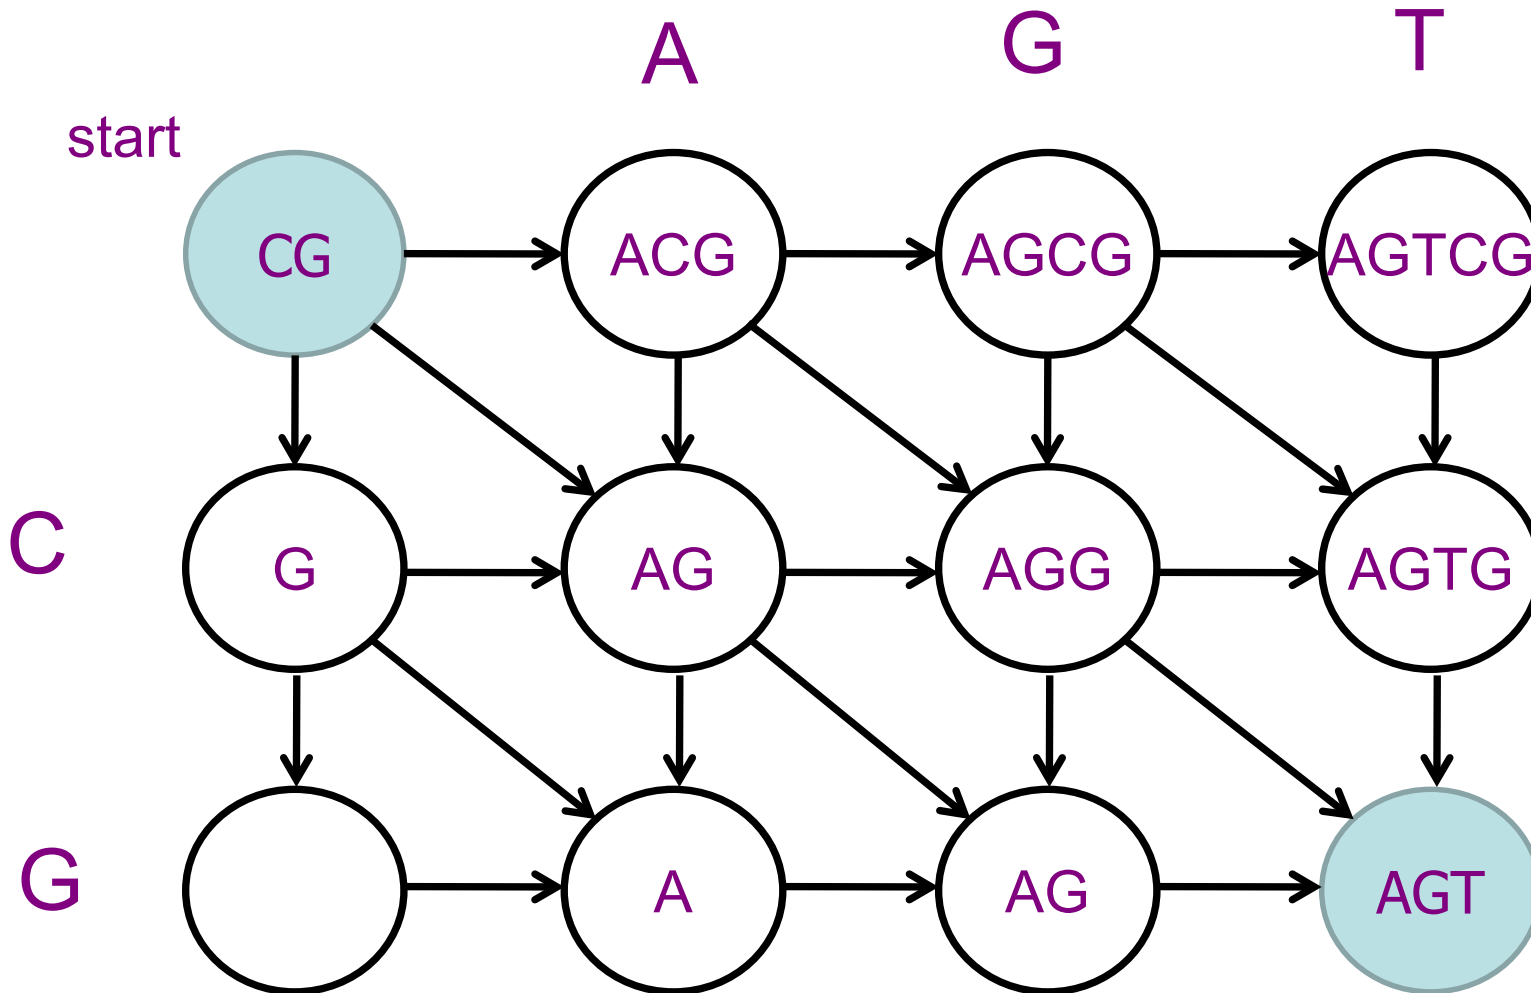 A G T
start
CG ACG AGCG AGTCG
C G AG AGG AGTG
G A AG AGT